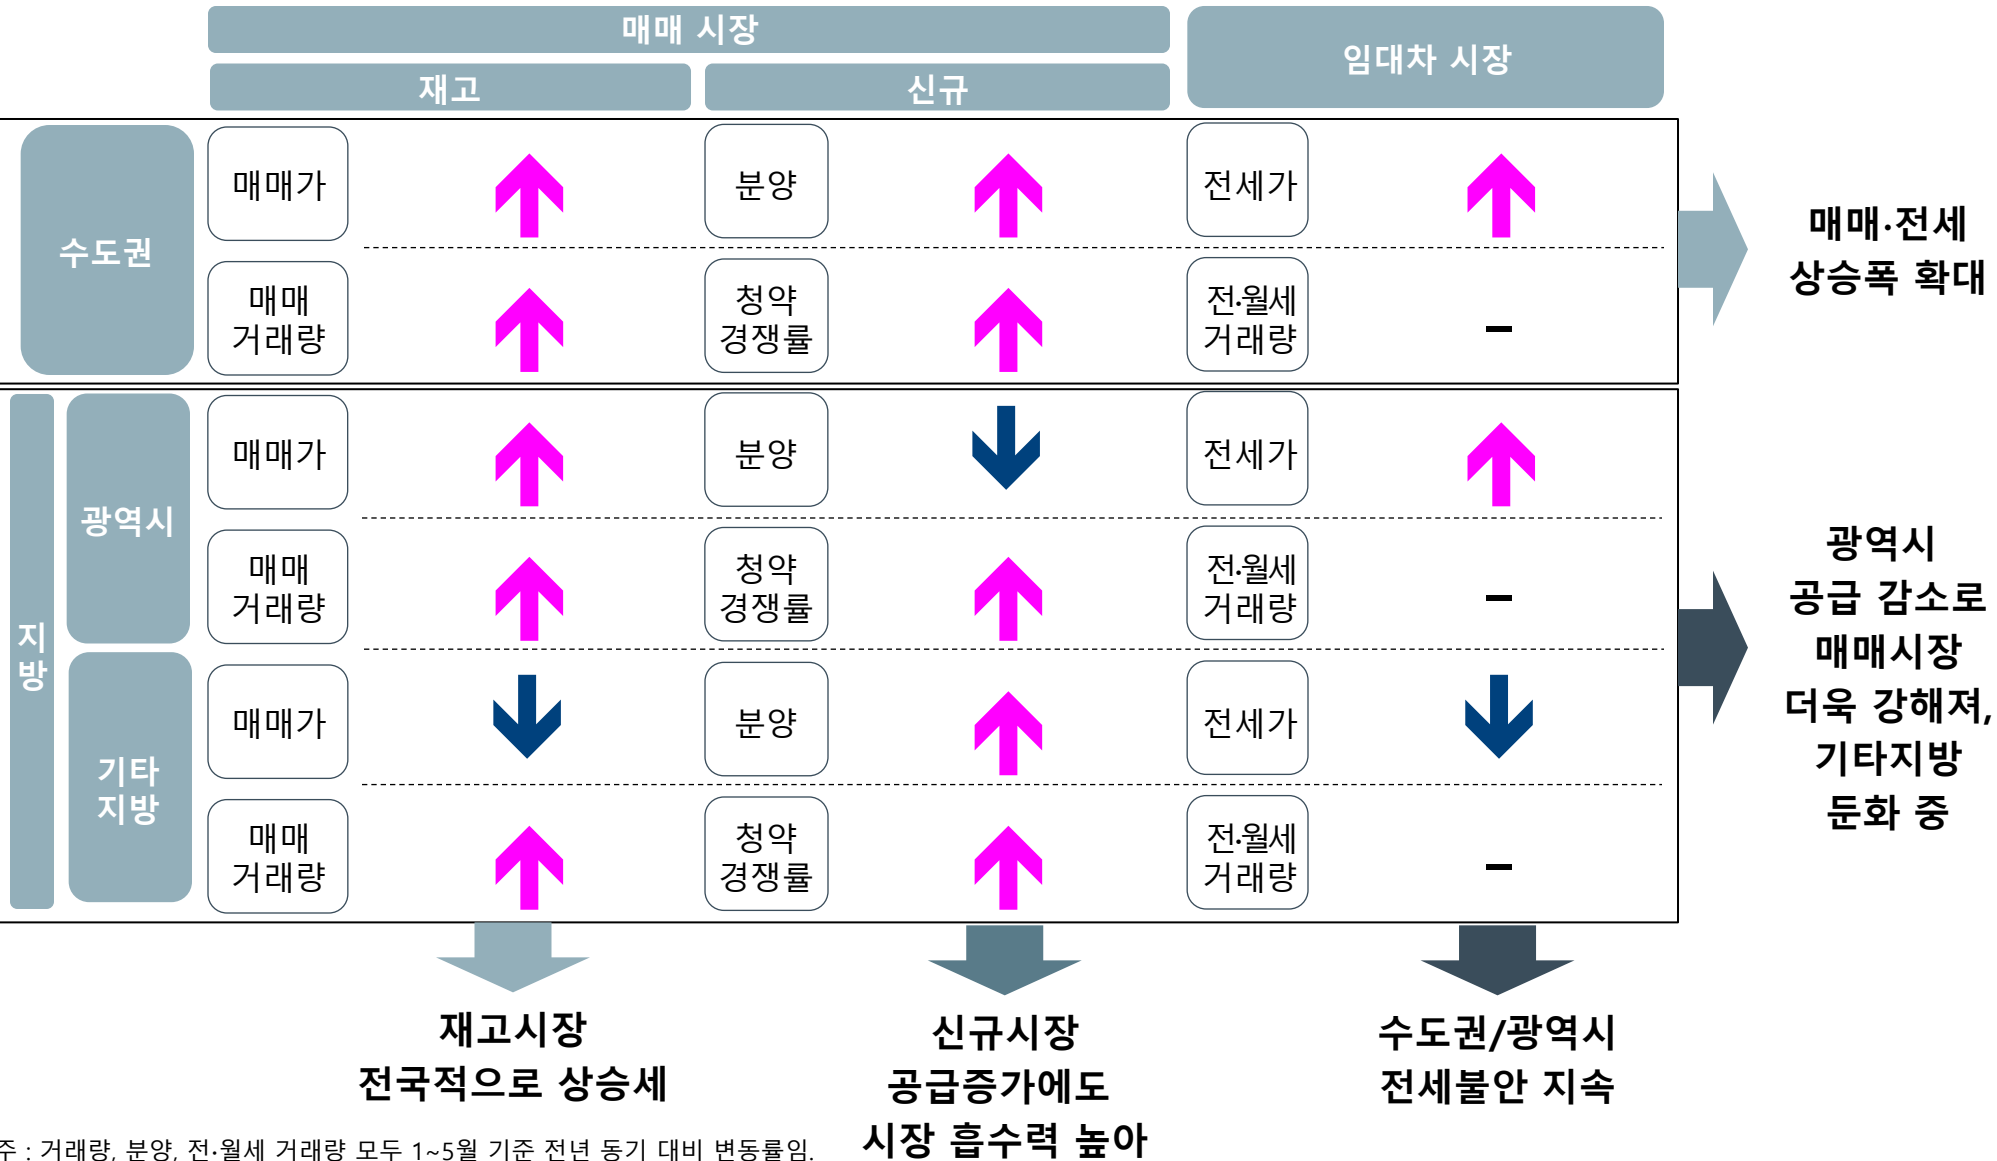 매매 시장
임대차 시장
재고
신규
수도권
매매가
분양
전세가
매매
거래량
청약
경쟁률
전·월세
거래량
–
매매·전세
상승폭 확대
지
방
광역시
매매가
분양
전세가
매매
거래량
청약
경쟁률
전·월세
거래량
–
기타
지방
매매가
분양
전세가
매매
거래량
청약
경쟁률
전·월세
거래량
–
광역시
공급 감소로
매매시장
더욱 강해져,
기타지방
둔화 중
재고시장
전국적으로 상승세
신규시장
공급증가에도
시장 흡수력 높아
수도권/광역시
전세불안 지속
주 : 거래량, 분양, 전·월세 거래량 모두 1~5월 기준 전년 동기 대비 변동률임.